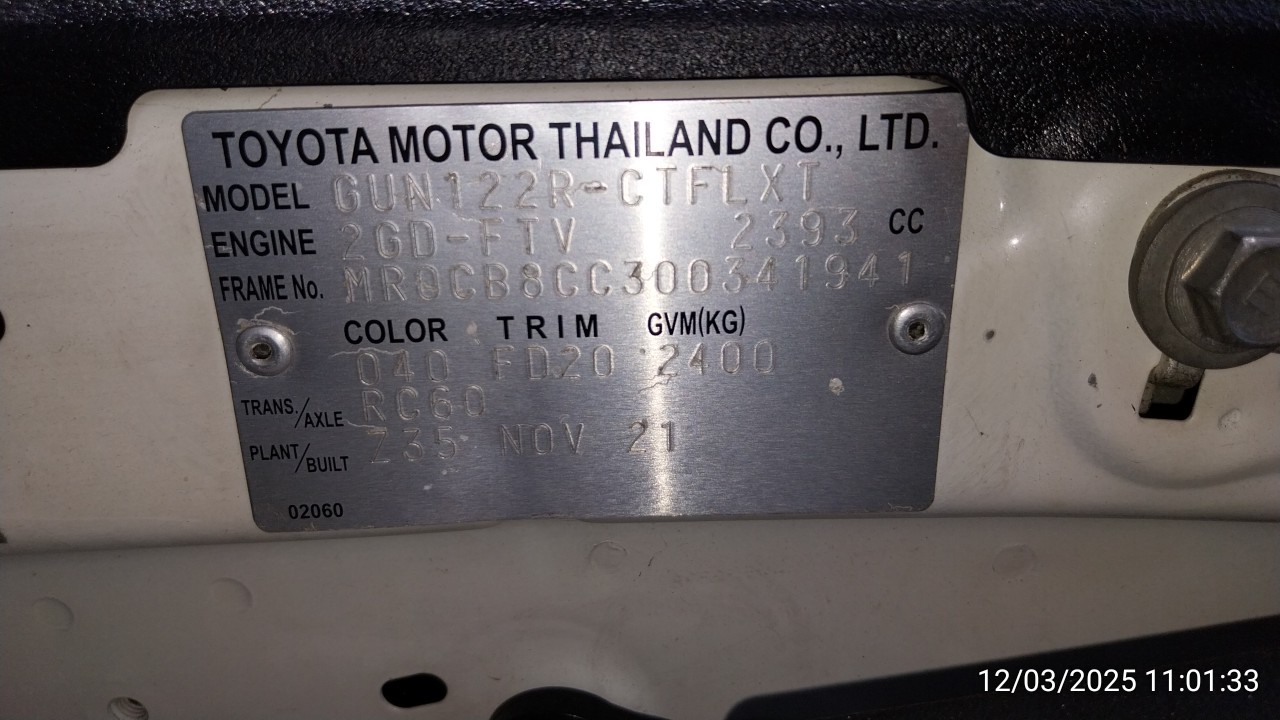 TOYOTA MOTOR THAILAND CO., LTD.
MODEL GUN122R-CTFLXT
ENGINE 2GD-FTV 2393 CC
FRAME No. MR0CB8CC300341941
COLOR TRIM GVM(KG)
040 FD20 2400
TRANS./AXLE RC60
PLANT/BUILT Z35 NOV 21
02060
12/03/2025 11:01:33